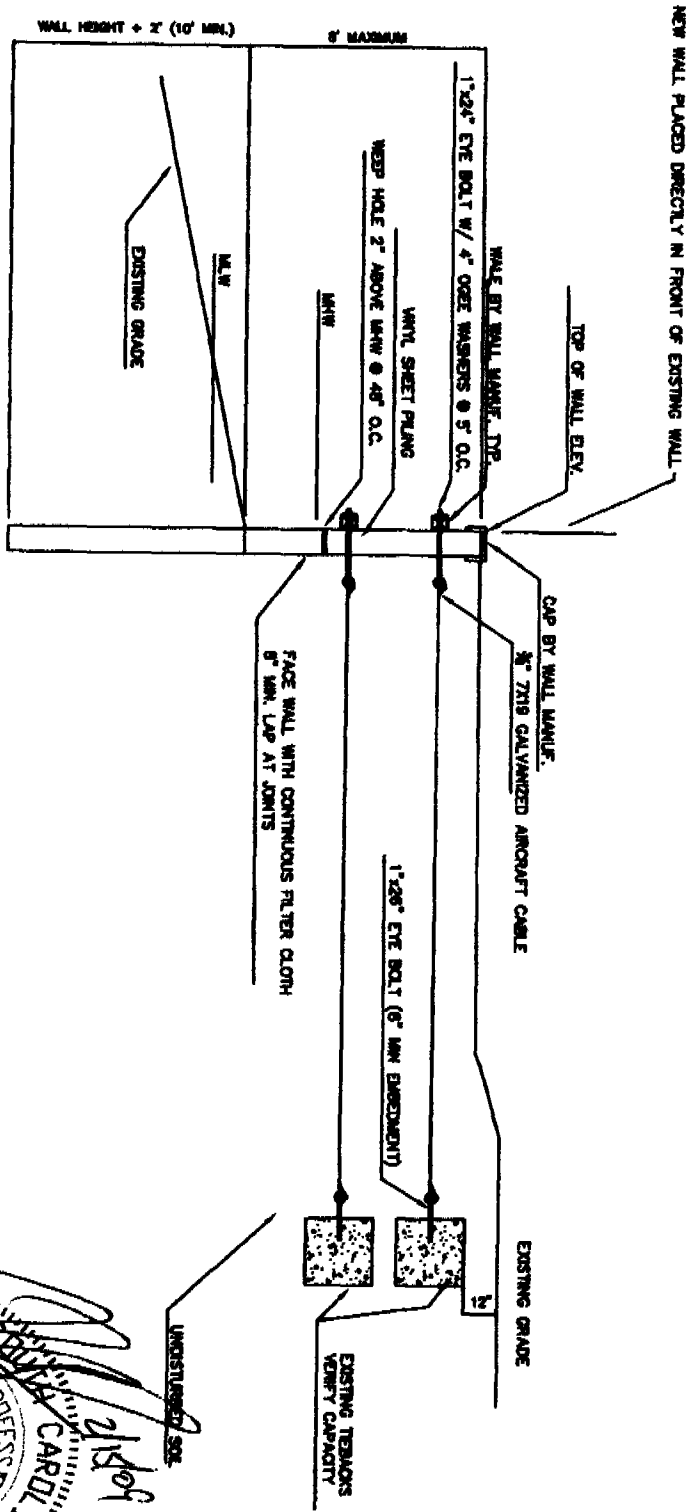 NEW WALL PLACED DIRECTLY IN FRONT OF EXISTING WALL
TOP OF WALL ELEV.
CAP BY WALL MANUF.
WALE BY WALL MANUF. TYP.
3/8" 7X19 GALVANIZED AIRCRAFT CABLE
1"x24" EYE BOLT W/ 4" OGEE WASHERS @ 5' O.C.
1"x26" EYE BOLT (6" MIN EMBEDMENT)
EXISTING GRADE
12"
VINYL SHEET PILING
WEEP HOLE 2" ABOVE MHW @ 48" O.C.
MHW
8' MAXIMUM
FACE WALL WITH CONTINUOUS FILTER CLOTH
6" MIN. LAP AT JOINTS
EXISTING TIEBACKS
VERIFY CAPACITY
MLW
EXISTING GRADE
UNDISTURBED SOIL
WALL HEIGHT + 2' (10' MIN.)
2/15/09
CAROL